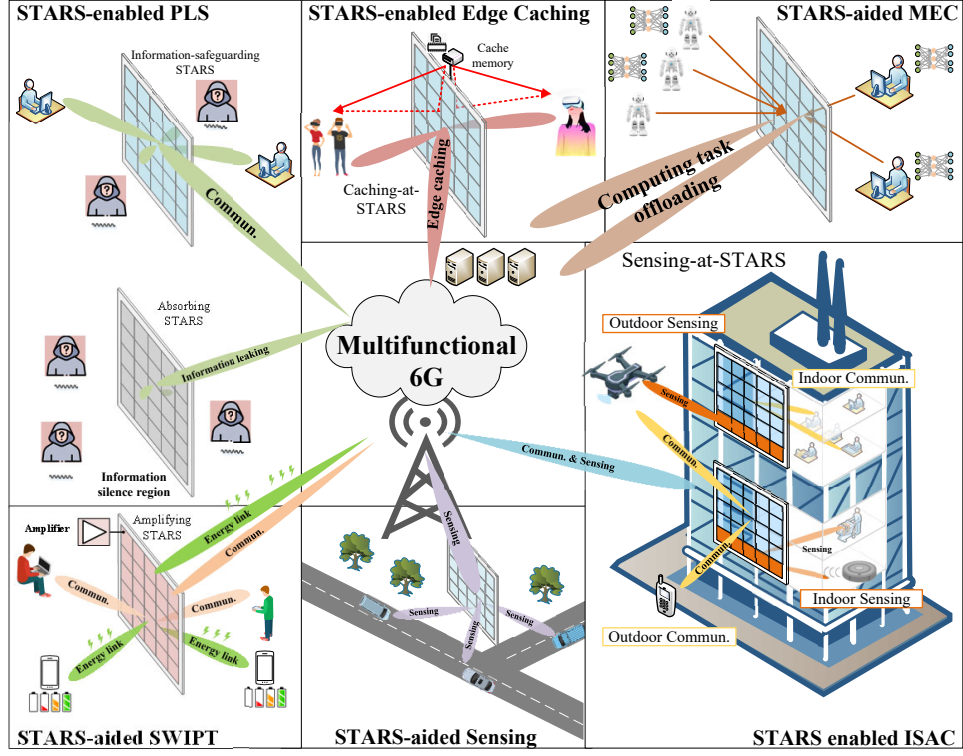 STARS-enabled PLS
Information-safeguarding
STARS
?
?
Commun.
Absorbing
STARS
Information leaking
?
?
?
Information
silence region
STARS-enabled Edge Caching
Cache
memory
Caching-at-
STARS
Edge caching
STARS-aided MEC
Computing task
offloading
Multifunctional
6G
Sensing-at-STARS
Outdoor Sensing
Indoor Commun.
Sensing
Commun.
Commun. & Sensing
Commun.
Sensing
Indoor Sensing
Outdoor Commun.
STARS enabled ISAC
Amplifier
Amplifying
STARS
Energy link
Commun.
Commun.
Commun.
Energy link
Energy link
STARS-aided SWIPT
Sensing
Sensing
Sensing
Sensing
STARS-aided Sensing